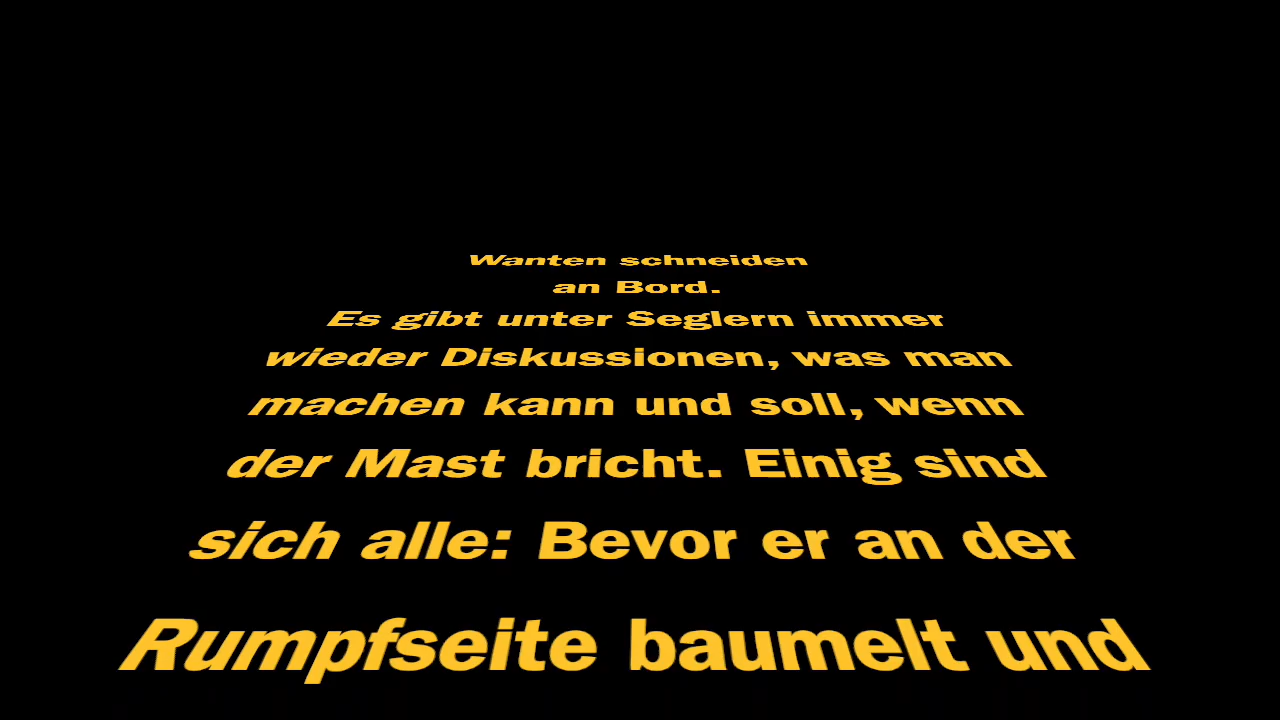 Wanten schneiden
an Bord.
Es gibt unter Seglern immer
wieder Diskussionen, was man
machen kann und soll, wenn
der Mast bricht. Einig sind
sich alle: Bevor er an der
Rumpfseite baumelt und